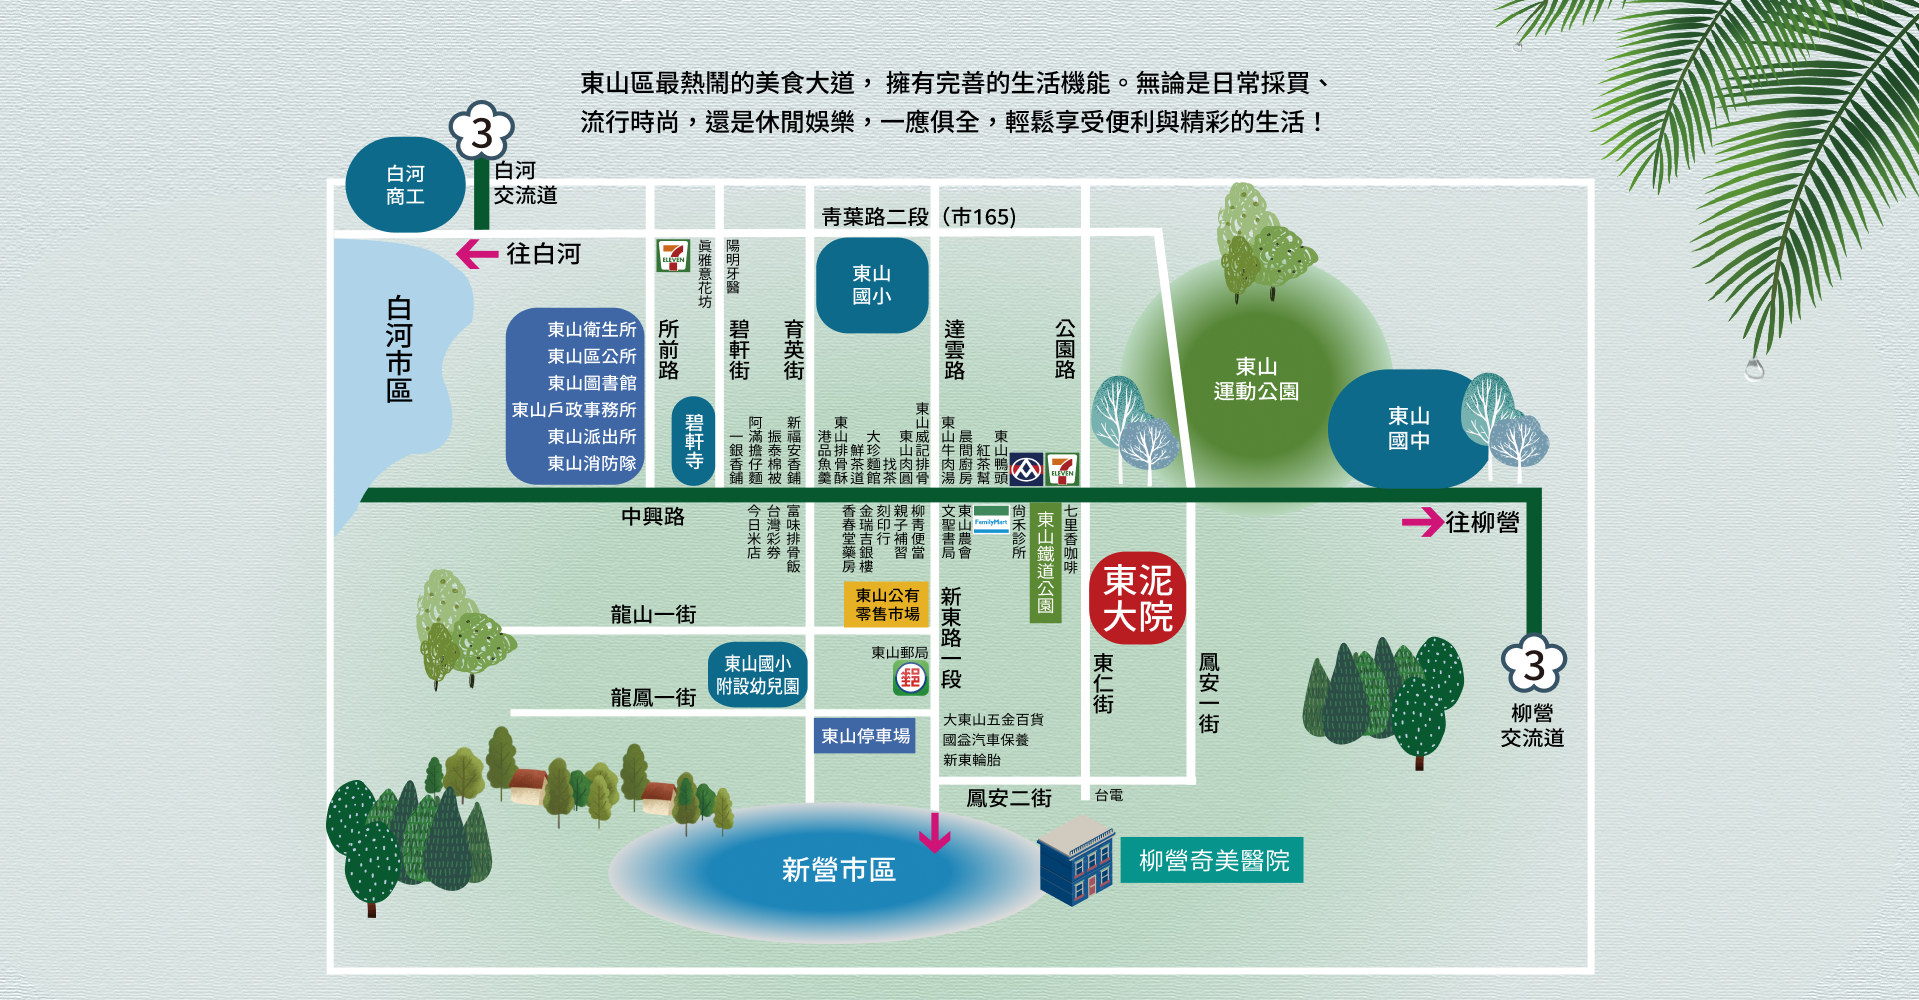 東山區最熱鬧的美食大道， 擁有完善的生活機能。無論是日常採買、
流行時尚，還是休閒娛樂，一應俱全，輕鬆享受便利與精彩的生活！
3
白河
商工
白河
交流道
青葉路二段（市165)
往白河
白河市區
7
ELEVEN
眞雅意花坊
陽明牙醫
東山
國小
東山衛生所
東山區公所
東山圖書館
東山戶政事務所
東山派出所
東山消防隊
所前路
碧軒街
育英街
達雲路
公園路
碧軒寺
東山
運動公園
東山
國中
一銀香鋪
阿滿擔仔麵
振泰棉被
新福安香鋪
港品魚羹
東山排骨酥
鮮茶道
大珍麵館
找茶
東山肉圓
東山威記排骨
東山牛肉湯
晨間廚房
紅茶幫
東山鴨頭
7
ELEVEN
中興路
今日米店
台灣彩券
富味排骨飯
香春堂藥房
金瑞吉銀樓
刻印行
親子補習
柳青便當
文聖書局
東山農會
FamilyMart
尙禾診所
東山鐵道公園
七里香咖啡
往柳營
東泥
大院
東山公有
零售市場
新東路一段
龍山一街
東山郵局
郵
東山國小
附設幼兒園
龍鳳一街
東仁街
鳳安一街
3
柳營
交流道
東山停車場
大東山五金百貨
國益汽車保養
新東輪胎
鳳安二街
台電
新營市區
柳營奇美醫院